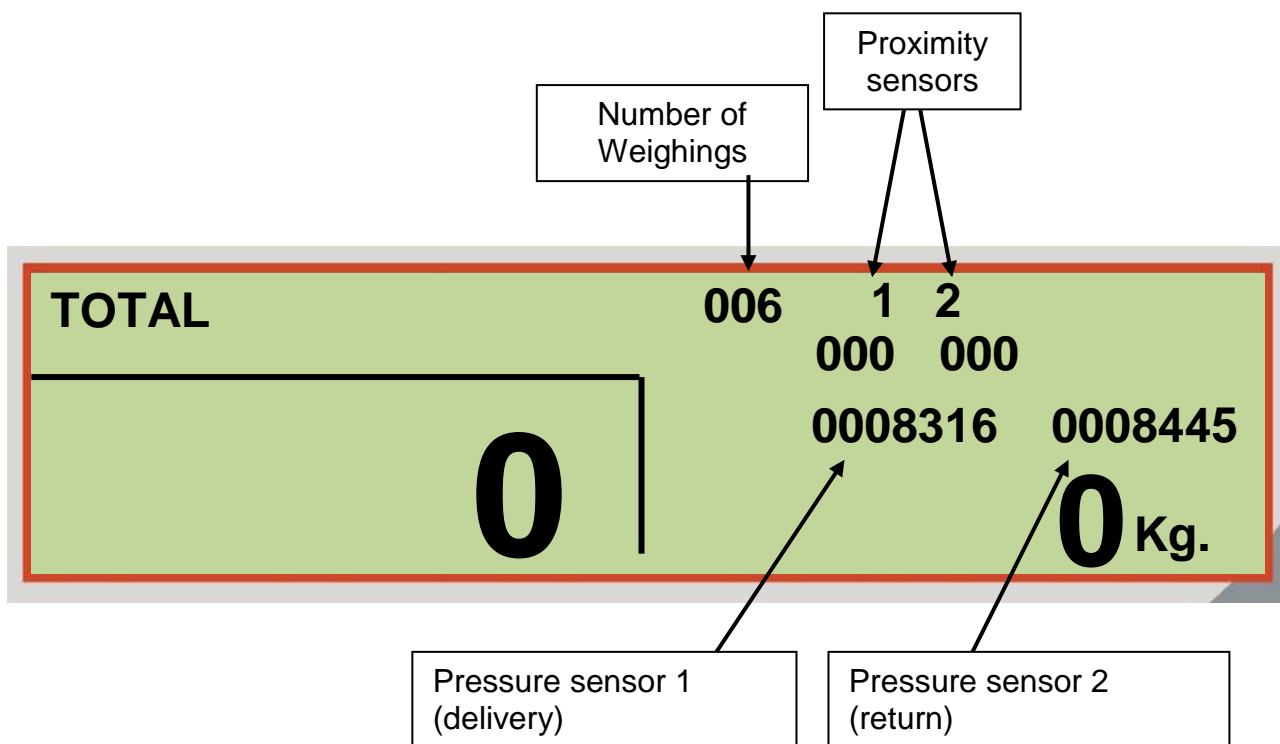 Proximity
sensors
Number of
Weighings
TOTAL 006 1 2
000 000
0008316 0008445
0 0 Kg.
Pressure sensor 1
(delivery)
Pressure sensor 2
(return)